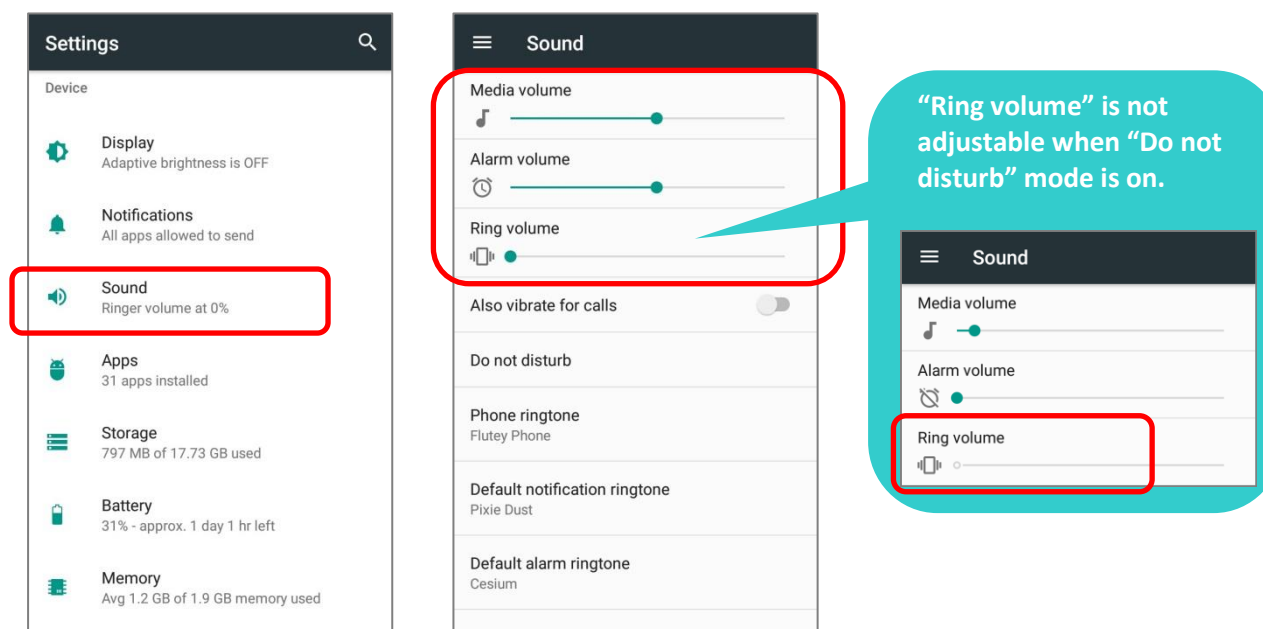 Settings
Device
Display
Adaptive brightness is OFF
Notifications
All apps allowed to send
Sound
Ringer volume at 0%
Apps
31 apps installed
Storage
797 MB of 17.73 GB used
Battery
31% - approx. 1 day 1 hr left
Memory
Avg 1.2 GB of 1.9 GB memory used
Sound
Media volume
Alarm volume
Ring volume
Also vibrate for calls
Do not disturb
Phone ringtone
Flutey Phone
Default notification ringtone
Pixie Dust
Default alarm ringtone
Cesium
“Ring volume” is not
adjustable when “Do not
disturb” mode is on.
Sound
Media volume
Alarm volume
Ring volume